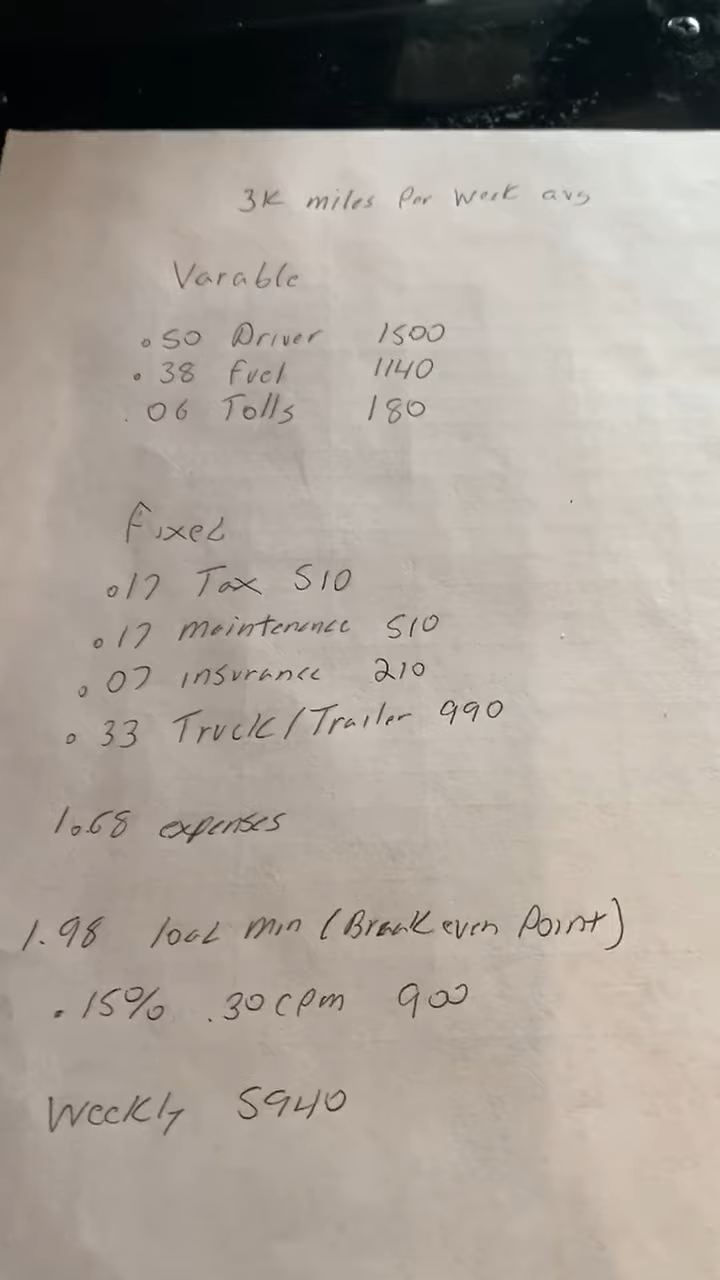 3K miles Per Week avg
Varable
.50 Driver 1500
.38 fuel 1140
.06 Tolls 180
Fixed
.17 Tax 510
.17 maintenence 510
.07 insurance 210
.33 Truck/Trailer 990
1.68 expenses
1.98 load min (Break even Point)
.15% .30 cpm 900
Weekly 5940